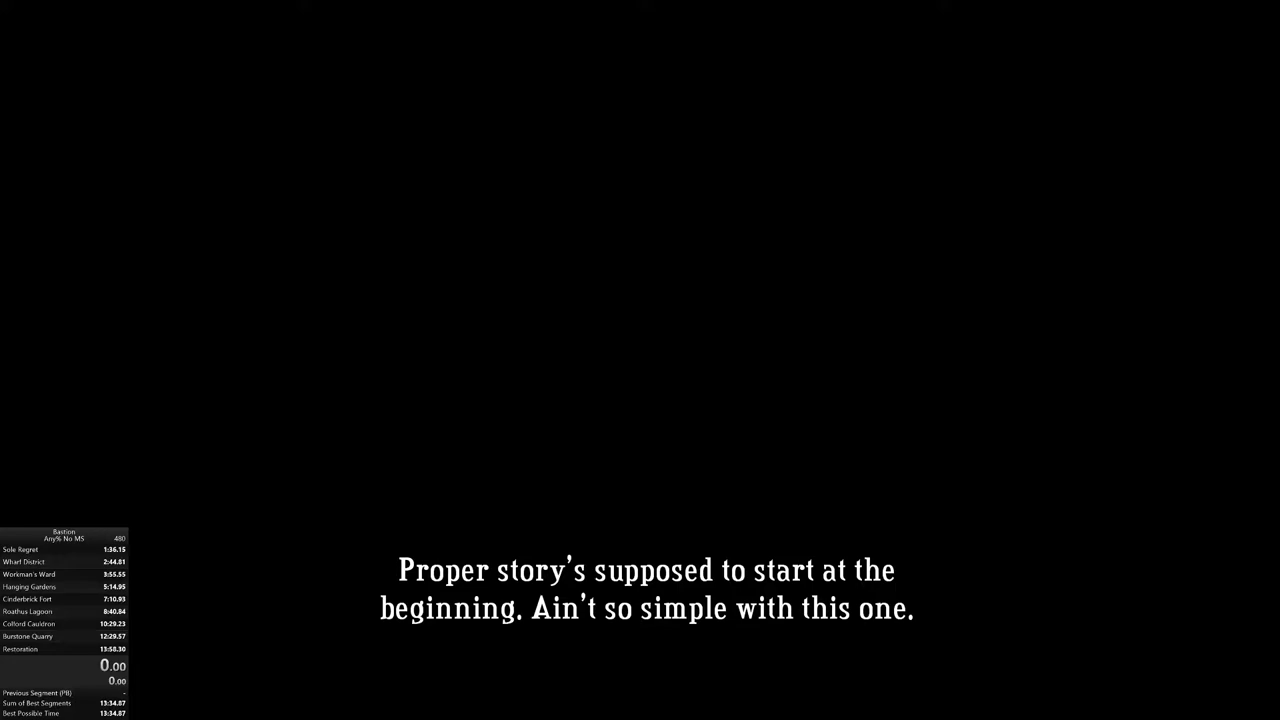 Proper story's supposed to start at the
beginning. Ain't so simple with this one.
Bastion
Any% No MS 480
Sole Regret 1:36.15
Wharf District 2:44.81
Workman's Ward 3:55.55
Hanging Gardens 5:14.95
Cinderbrick Fort 7:10.93
Roathus Lagoon 8:40.84
Colford Cauldron 10:29.23
Burstone Quarry 12:29.57
Restoration 13:58.30
0.00
0.00
Previous Segment (PB) -
Sum of Best Segments 13:34.87
Best Possible Time 13:34.87